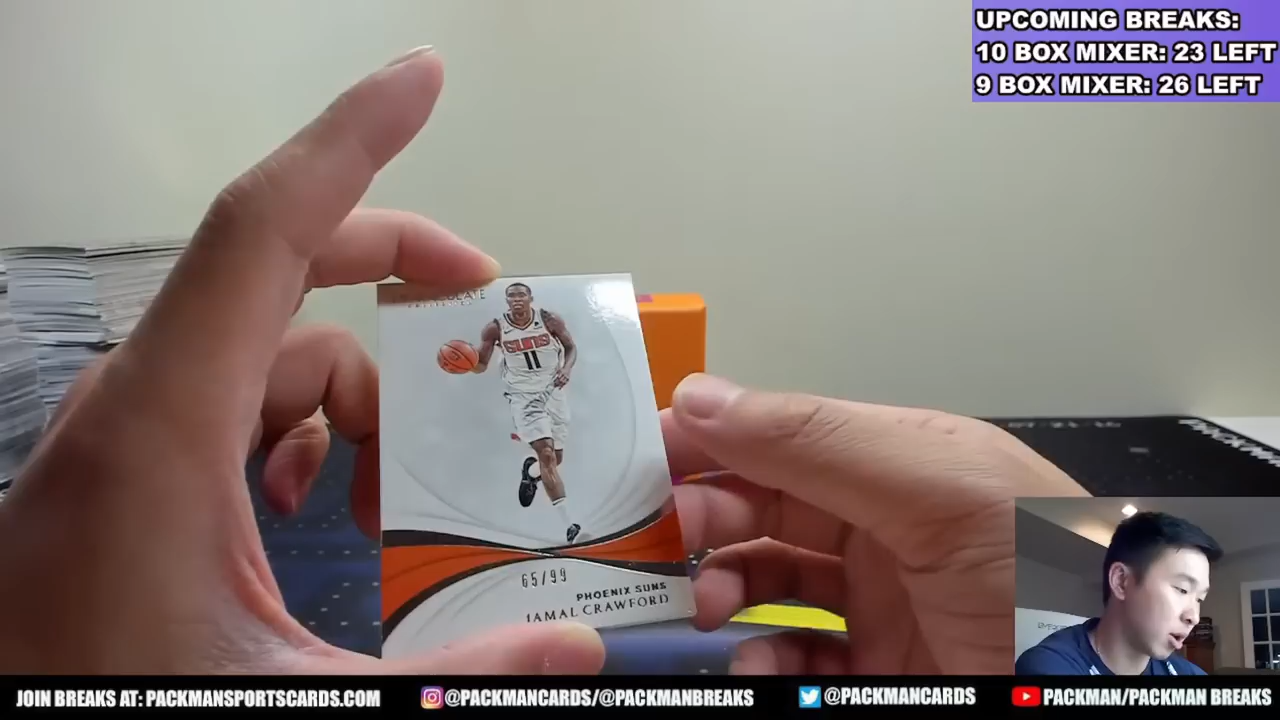 UPCOMING BREAKS:
10 BOX MIXER: 23 LEFT
9 BOX MIXER: 26 LEFT
SUNS
11
65/99
PHOENIX SUNS
JAMAL CRAWFORD
JOIN BREAKS AT: PACKMANSPORTSCARDS.COM
@PACKMANCARDS/@PACKMANBREAKS
@PACKMANCARDS
PACKMAN/PACKMAN BREAKS